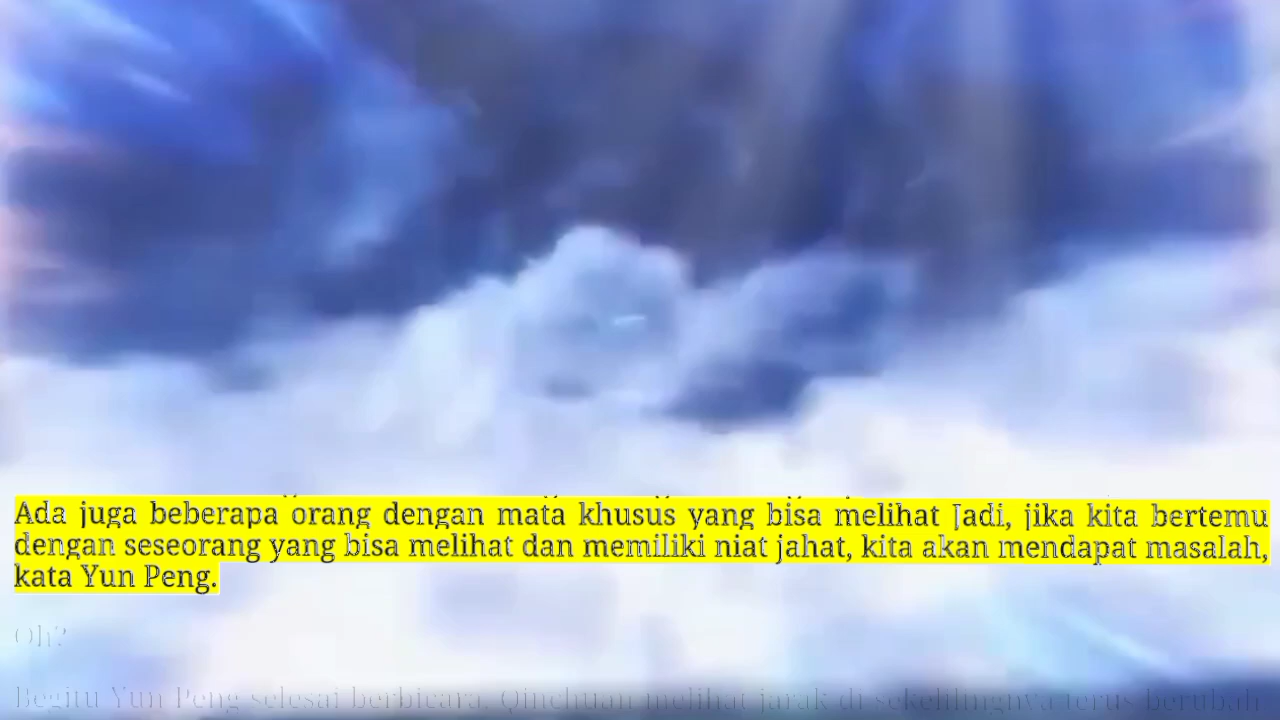 Ada juga beberapa orang dengan mata khusus yang bisa melihat Jadi, jika kita bertemu
dengan seseorang yang bisa melihat dan memiliki niat jahat, kita akan mendapat masalah,
kata Yun Peng.
Oh?
Begitu Yun Peng selesai berbicara, Qinchuan melihat jarak di sekelilingnya terus berubah